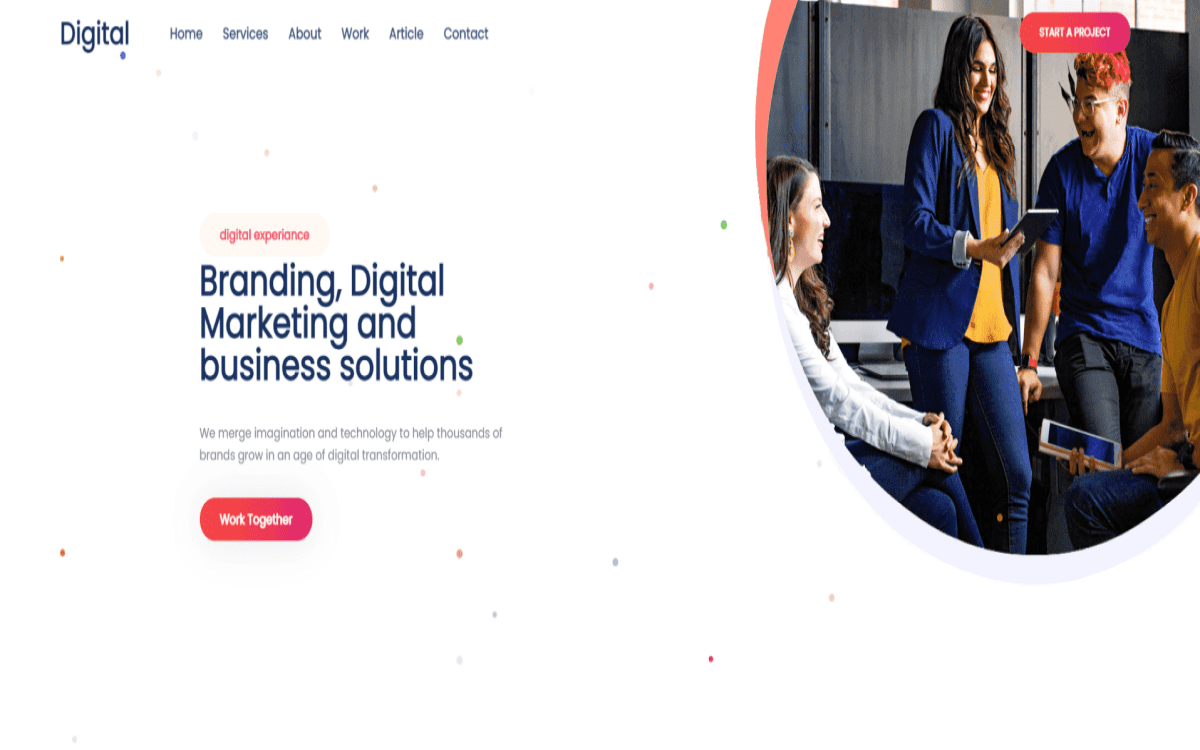 Digital
Home
Services
About
Work
Article
Contact
START A PROJECT
digital experiance
Branding, Digital
Marketing and
business solutions
We merge imagination and technology to help thousands of
brands grow in an age of digital transformation.
Work Together